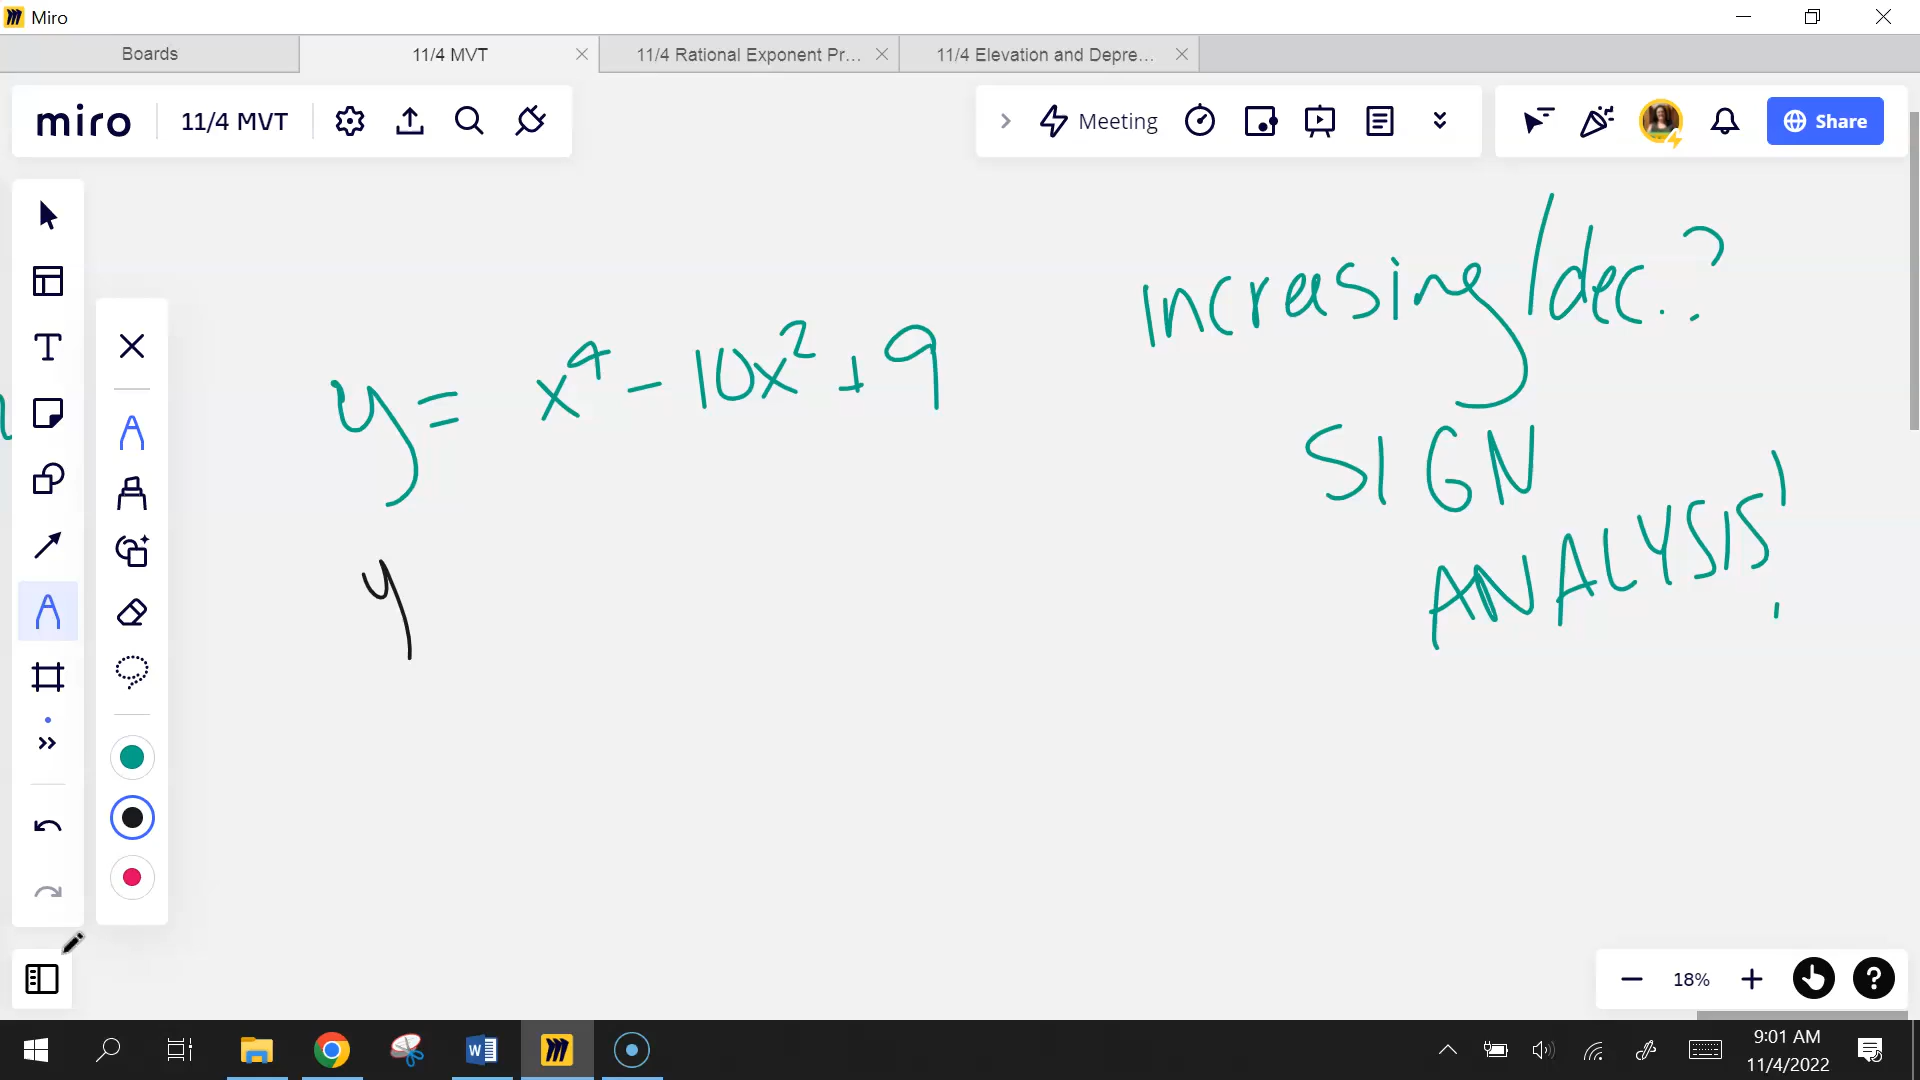 Miro
Boards
11/4 MVT
11/4 Rational Exponent Pr...
11/4 Elevation and Depre...
miro
11/4 MVT
Meeting
Share
Increasing/dec.?
y = x⁴ - 10x² + 9
SIGN
ANALYSIS!
y
18%
9:01 AM
11/4/2022